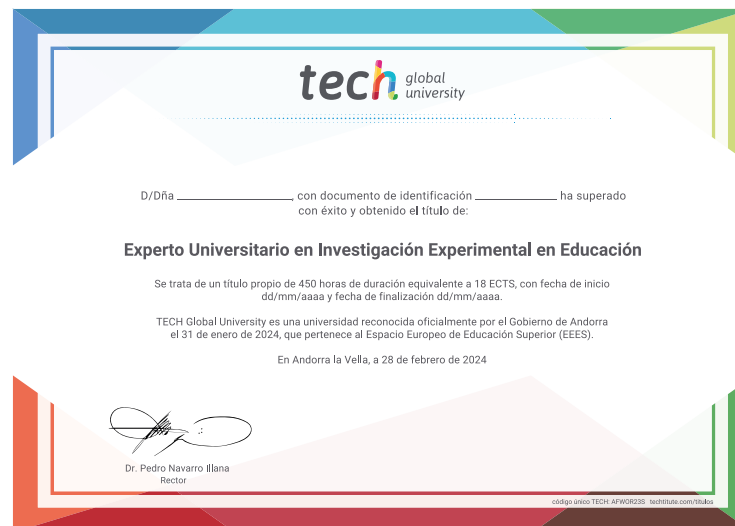 tech global
university
D/Dña ______________, con documento de identificación __________ ha superado
con éxito y obtenido el título de:
Experto Universitario en Investigación Experimental en Educación
Se trata de un título propio de 450 horas de duración equivalente a 18 ECTS, con fecha de inicio
dd/mm/aaaa y fecha de finalización dd/mm/aaaa.
TECH Global University es una universidad reconocida oficialmente por el Gobierno de Andorra
el 31 de enero de 2024, que pertenece al Espacio Europeo de Educación Superior (EEES).
En Andorra la Vella, a 28 de febrero de 2024
Dr. Pedro Navarro Illana
Rector
código único TECH: AFWOR23S techtitute.com/titulos